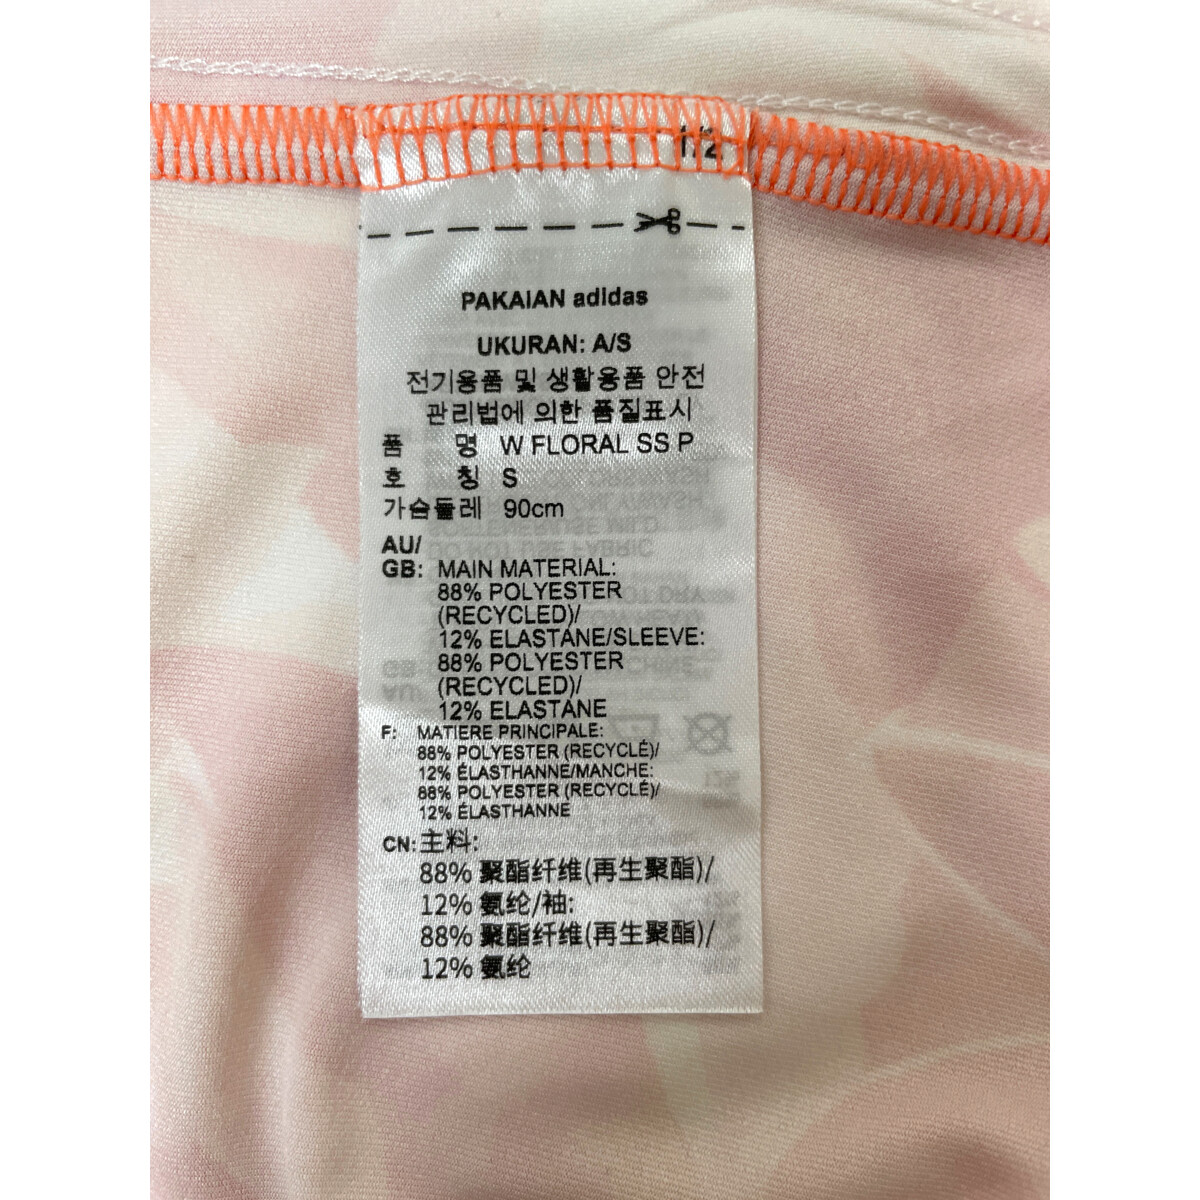 1/2
PAKAIAN adidas
UKURAN: A/S
전기용품 및 생활용품 안전
관리법에 의한 품질표시
품 명 W FLORAL SS P
호 칭 S
가슴둘레 90cm
AU/
GB: MAIN MATERIAL:
88% POLYESTER
(RECYCLED)/
12% ELASTANE/SLEEVE:
88% POLYESTER
(RECYCLED)/
12% ELASTANE
F: MATIERE PRINCIPALE:
88% POLYESTER (RECYCLÉ)/
12% ÉLASTHANNE/MANCHE:
88% POLYESTER (RECYCLÉ)/
12% ÉLASTHANNE
CN: 主料:
88% 聚酯纤维(再生聚酯)/
12% 氨纶/袖:
88% 聚酯纤维(再生聚酯)/
12% 氨纶